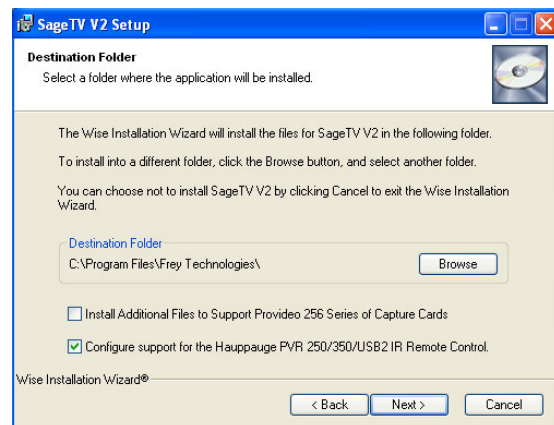 SageTV V2 Setup
Destination Folder
Select a folder where the application will be installed.
The Wise Installation Wizard will install the files for SageTV V2 in the following folder.
To install into a different folder, click the Browse button, and select another folder.
You can choose not to install SageTV V2 by clicking Cancel to exit the Wise Installation
Wizard.
Destination Folder
C:\Program Files\Frey Technologies\
Browse
Install Additional Files to Support Provideo 256 Series of Capture Cards
Configure support for the Hauppauge PVR 250/350/USB2 IR Remote Control.
Wise Installation Wizard®
< Back Next > Cancel